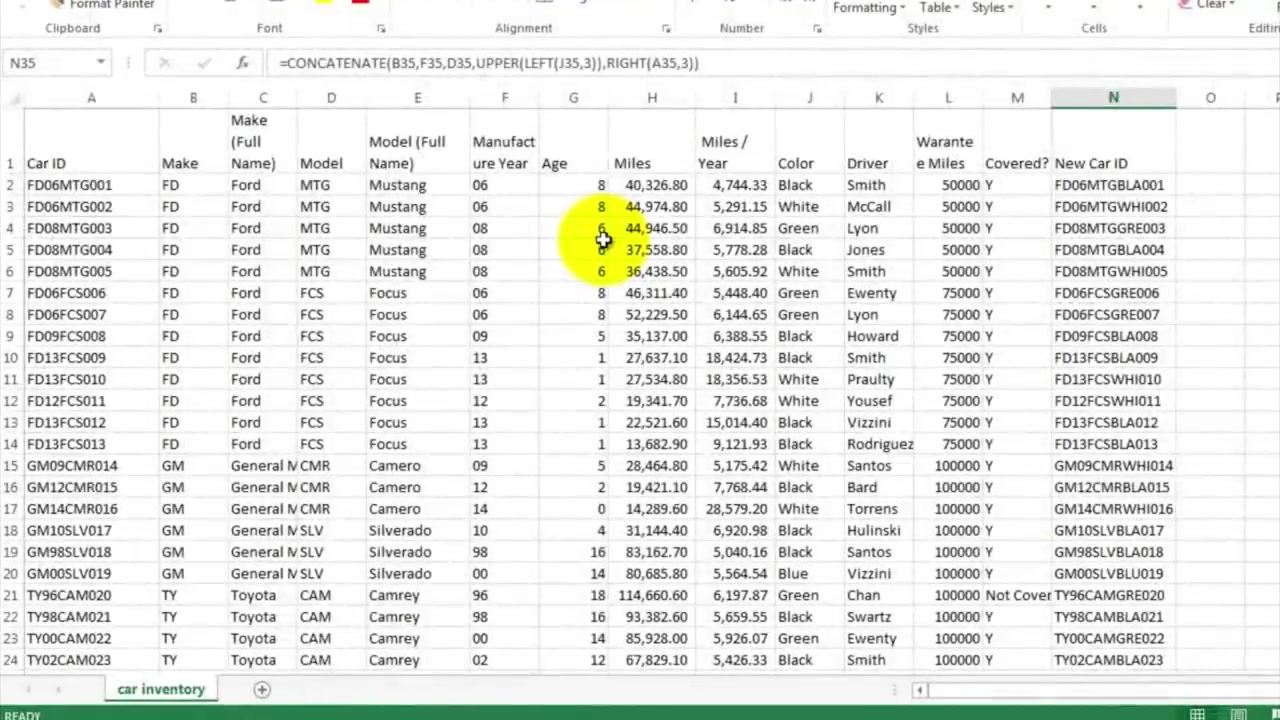 Format Painter
Formatting Table Styles Clear
Clipboard Font Alignment Number Styles Cells Editin
N35 fx =CONCATENATE(B35,F35,D35,UPPER(LEFT(J35,3)),RIGHT(A35,3))
A B C D E F G H I J K L M N O
1 Car ID Make Make (Full Name) Model Model (Full Name) Manufact ure Year Age Miles Miles / Year Color Driver Warante e Miles Covered? New Car ID
2 FD06MTG001 FD Ford MTG Mustang 06 8 40,326.80 4,744.33 Black Smith 50000 Y FD06MTGBLA001
3 FD06MTG002 FD Ford MTG Mustang 06 8 44,974.80 5,291.15 White McCall 50000 Y FD06MTGWHI002
4 FD08MTG003 FD Ford MTG Mustang 08 6 44,946.50 6,914.85 Green Lyon 50000 Y FD08MTGGRE003
5 FD08MTG004 FD Ford MTG Mustang 08 6 37,558.80 5,778.28 Black Jones 50000 Y FD08MTGBLA004
6 FD08MTG005 FD Ford MTG Mustang 08 6 36,438.50 5,605.92 White Smith 50000 Y FD08MTGWHI005
7 FD06FCS006 FD Ford FCS Focus 06 8 46,311.40 5,448.40 Green Ewenty 75000 Y FD06FCSGRE006
8 FD06FCS007 FD Ford FCS Focus 06 8 52,229.50 6,144.65 Green Lyon 75000 Y FD06FCSGRE007
9 FD09FCS008 FD Ford FCS Focus 09 5 35,137.00 6,388.55 Black Howard 75000 Y FD09FCSBLA008
10 FD13FCS009 FD Ford FCS Focus 13 1 27,637.10 18,424.73 Black Smith 75000 Y FD13FCSBLA009
11 FD13FCS010 FD Ford FCS Focus 13 1 27,534.80 18,356.53 White Praulty 75000 Y FD13FCSWHI010
12 FD12FCS011 FD Ford FCS Focus 12 2 19,341.70 7,736.68 White Yousef 75000 Y FD12FCSWHI011
13 FD13FCS012 FD Ford FCS Focus 13 1 22,521.60 15,014.40 Black Vizzini 75000 Y FD13FCSBLA012
14 FD13FCS013 FD Ford FCS Focus 13 1 13,682.90 9,121.93 Black Rodriguez 75000 Y FD13FCSBLA013
15 GM09CMR014 GM General M CMR Camero 09 5 28,464.80 5,175.42 White Santos 100000 Y GM09CMRWHI014
16 GM12CMR015 GM General M CMR Camero 12 2 19,421.10 7,768.44 Black Bard 100000 Y GM12CMRBLA015
17 GM14CMR016 GM General M CMR Camero 14 0 14,289.60 28,579.20 White Torrens 100000 Y GM14CMRWHI016
18 GM10SLV017 GM General M SLV Silverado 10 4 31,144.40 6,920.98 Black Hulinski 100000 Y GM10SLVBLA017
19 GM98SLV018 GM General M SLV Silverado 98 16 83,162.70 5,040.16 Black Santos 100000 Y GM98SLVBLA018
20 GM00SLV019 GM General M SLV Silverado 00 14 80,685.80 5,564.54 Blue Vizzini 100000 Y GM00SLVBLU019
21 TY96CAM020 TY Toyota CAM Camrey 96 18 114,660.60 6,197.87 Green Chan 100000 Not Cover TY96CAMGRE020
22 TY98CAM021 TY Toyota CAM Camrey 98 16 93,382.60 5,659.55 Black Swartz 100000 Y TY98CAMBLA021
23 TY00CAM022 TY Toyota CAM Camrey 00 14 85,928.00 5,926.07 Green Ewenty 100000 Y TY00CAMGRE022
24 TY02CAM023 TY Toyota CAM Camrey 02 12 67,829.10 5,426.33 Black Smith 100000 Y TY02CAMBLA023
car inventory
READY